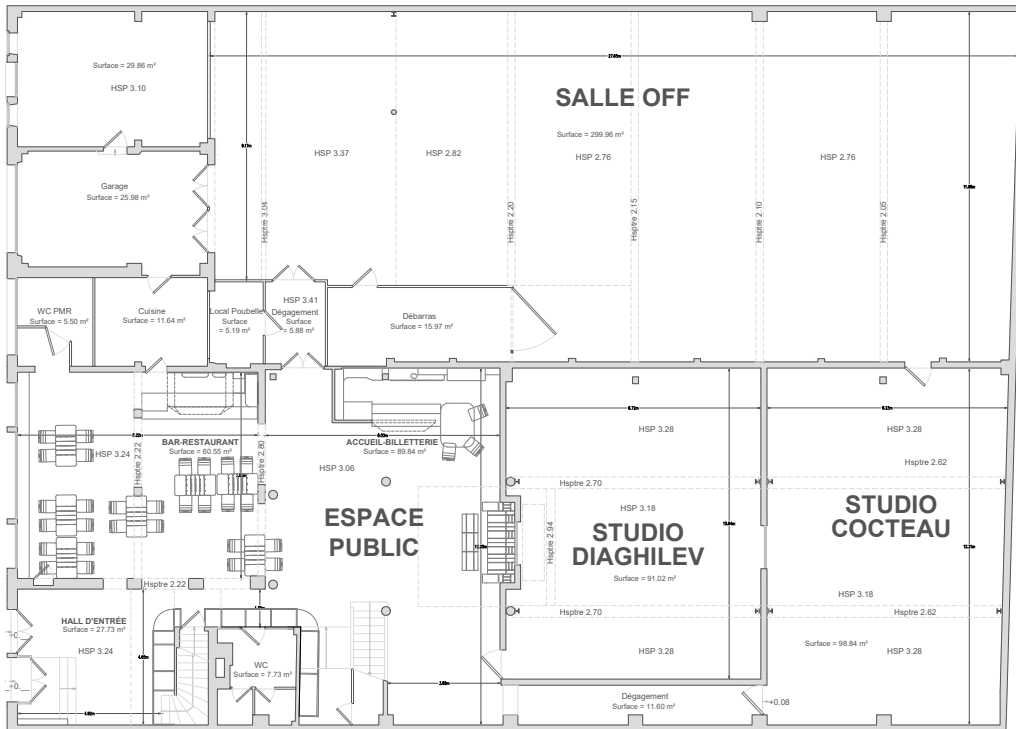 Surface = 29.86 m²
HSP 3.10
27.85m
SALLE OFF
Surface = 299.96 m²
HSP 3.37
HSP 2.82
HSP 2.76
HSP 2.76
Garage
Surface = 25.98 m²
Hsptre 3.04
Hsptre 2.20
Hsptre 2.15
Hsptre 2.10
Hsptre 2.05
WC PMR
Surface = 5.50 m²
Cuisine
Surface = 11.64 m²
Local Poubelle
Surface
= 5.19 m²
HSP 3.41
Dégagement
Surface
= 5.88 m²
Débarras
Surface = 15.97 m²
BAR-RESTAURANT
Surface = 60.55 m²
HSP 3.24
Hsptre 2.22
Hsptre 2.80
ACCUEIL-BILLETTERIE
Surface = 89.84 m²
HSP 3.06
ESPACE
PUBLIC
HSP 3.28
Hsptre 2.70
HSP 3.18
STUDIO
DIAGHILEV
Surface = 91.02 m²
Hsptre 2.94
Hsptre 2.70
HSP 3.28
HSP 3.28
Hsptre 2.62
STUDIO
COCTEAU
HSP 3.18
Hsptre 2.62
Surface = 98.84 m²
HSP 3.28
Hsptre 2.22
HALL D'ENTRÉE
Surface = 27.73 m²
HSP 3.24
WC
Surface = 7.73 m²
Dégagement
Surface = 11.60 m²
+0.08